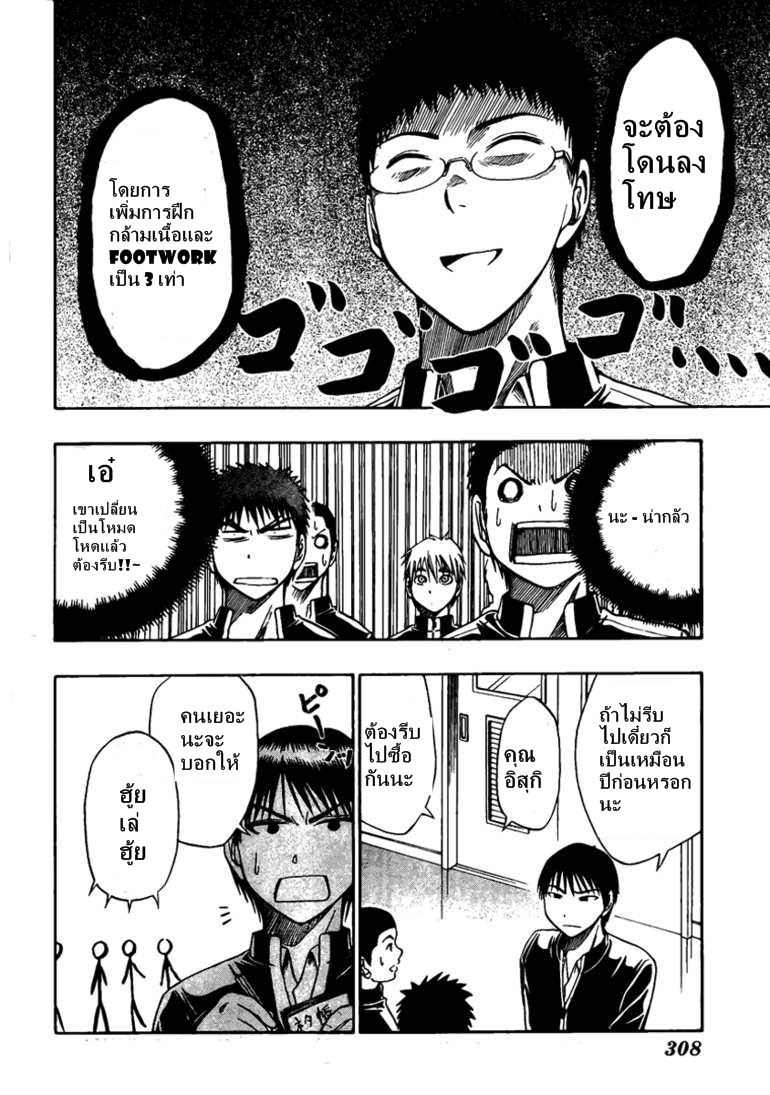 จะต้อง
โดนลง
โทษ
โดยการ
เพิ่มการฝึก
กล้ามเนื้อและ
FOOTWORK
เป็น 3 เท่า
ゴゴゴゴ‥‥
นะ - น่ากลัว
เอ๋
เขาเปลี่ยน
เป็นโหมด
โหดแล้ว
ต้องรีบ!!~
ถ้าไม่รีบ
ไปเดี๋ยวก็
เป็นเหมือน
ปีก่อนหรอก
นะ
คุณ
อิสุกิ
ต้องรีบ
ไปซื้อ
กันนะ
ピーン
คนเยอะ
นะจะ
บอกให้
ฮู้ย
เล่
ฮู้ย
ネタ帳
308